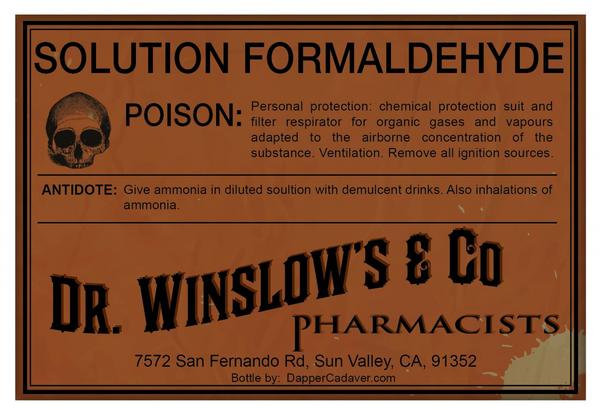 SOLUTION FORMALDEHYDE
POISON:
Personal protection: chemical protection suit and
filter respirator for organic gases and vapours
adapted to the airborne concentration of the
substance. Ventilation. Remove all ignition sources.
ANTIDOTE: Give ammonia in diluted soultion with demulcent drinks. Also inhalations of
ammonia.
DR. WINSLOW'S & CO
PHARMACISTS
7572 San Fernando Rd, Sun Valley, CA, 91352
Bottle by: DapperCadaver.com